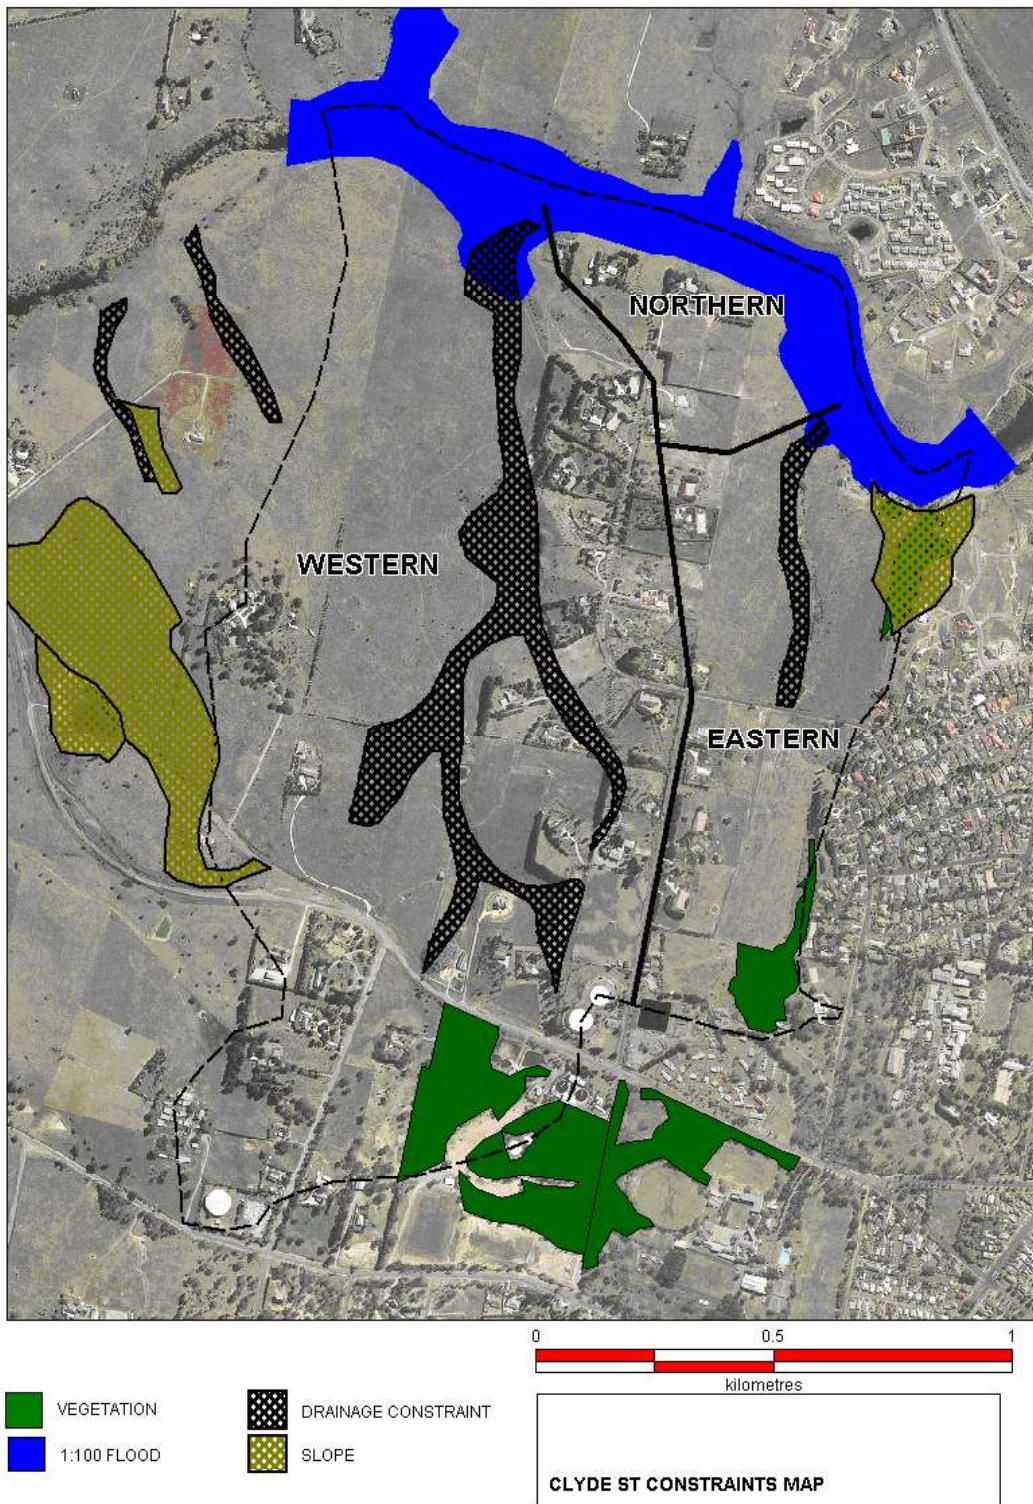 NORTHERN
WESTERN
EASTERN
0 0.5 1
kilometres
VEGETATION
DRAINAGE CONSTRAINT
1:100 FLOOD
SLOPE
CLYDE ST CONSTRAINTS MAP